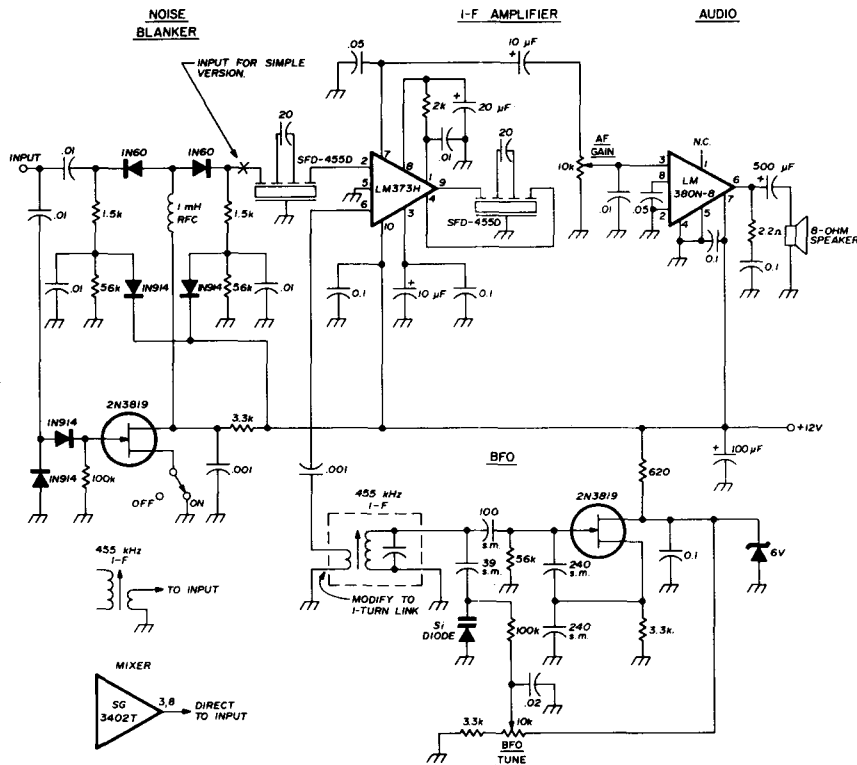 NOISE
BLANKER
I-F AMPLIFIER
AUDIO
INPUT FOR SIMPLE
VERSION.
.05
10 µF
+
2k
+
20 µF
.01
20
20
N.C.
500 µF
+
INPUT
.01
1N60
1N60
SFD-455D
2
7
8
1
LM373H
9
4
5
6
3
10
SFD-455D
AF
GAIN
10k
.01
3
1
8
LM
380N-8
6
7
2
4
5
.05
0.1
2.2Ω
0.1
8-OHM
SPEAKER
.01
1.5k
1 mH
RFC
1.5k
.01
56k
1N914
1N914
56k
.01
0.1
+
10 µF
0.1
2N3819
3.3k
+12V
1N914
1N914
100k
OFF
ON
.001
.001
BFO
620
+
100µF
455 kHz
I-F
100
s.m.
2N3819
39
s.m.
56k
240
s.m.
0.1
6V
MODIFY TO
1-TURN LINK
Si
DIODE
100k
240
s.m.
3.3k
455 kHz
I-F
TO INPUT
.02
MIXER
SG
3402T
3,8
DIRECT
TO INPUT
3.3k
10k
BFO
TUNE